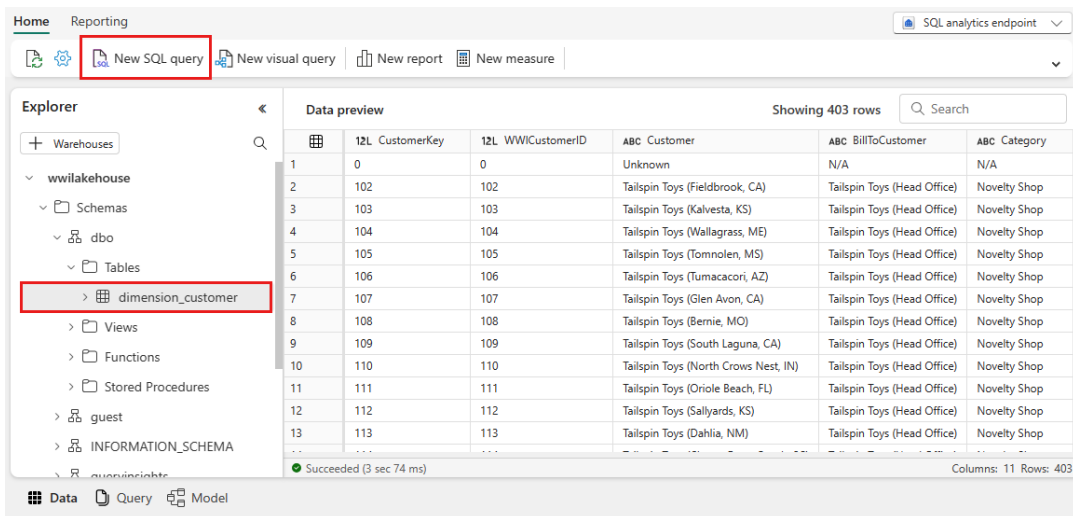 Home Reporting SQL analytics endpoint
SQL New SQL query New visual query New report New measure
Explorer
+ Warehouses
wwilakehouse
Schemas
dbo
Tables
dimension_customer
Views
Functions
Stored Procedures
guest
INFORMATION_SCHEMA
queryinsights
Data preview Showing 403 rows Search
12L CustomerKey 12L WWICustomerID ABC Customer ABC BillToCustomer ABC Category
1 0 0 Unknown N/A N/A
2 102 102 Tailspin Toys (Fieldbrook, CA) Tailspin Toys (Head Office) Novelty Shop
3 103 103 Tailspin Toys (Kalvesta, KS) Tailspin Toys (Head Office) Novelty Shop
4 104 104 Tailspin Toys (Wallagrass, ME) Tailspin Toys (Head Office) Novelty Shop
5 105 105 Tailspin Toys (Tomnolen, MS) Tailspin Toys (Head Office) Novelty Shop
6 106 106 Tailspin Toys (Tumacacori, AZ) Tailspin Toys (Head Office) Novelty Shop
7 107 107 Tailspin Toys (Glen Avon, CA) Tailspin Toys (Head Office) Novelty Shop
8 108 108 Tailspin Toys (Bernie, MO) Tailspin Toys (Head Office) Novelty Shop
9 109 109 Tailspin Toys (South Laguna, CA) Tailspin Toys (Head Office) Novelty Shop
10 110 110 Tailspin Toys (North Crows Nest, IN) Tailspin Toys (Head Office) Novelty Shop
11 111 111 Tailspin Toys (Oriole Beach, FL) Tailspin Toys (Head Office) Novelty Shop
12 112 112 Tailspin Toys (Sallyards, KS) Tailspin Toys (Head Office) Novelty Shop
13 113 113 Tailspin Toys (Dahlia, NM) Tailspin Toys (Head Office) Novelty Shop
Succeeded (3 sec 74 ms) Columns: 11 Rows: 403
Data Query Model